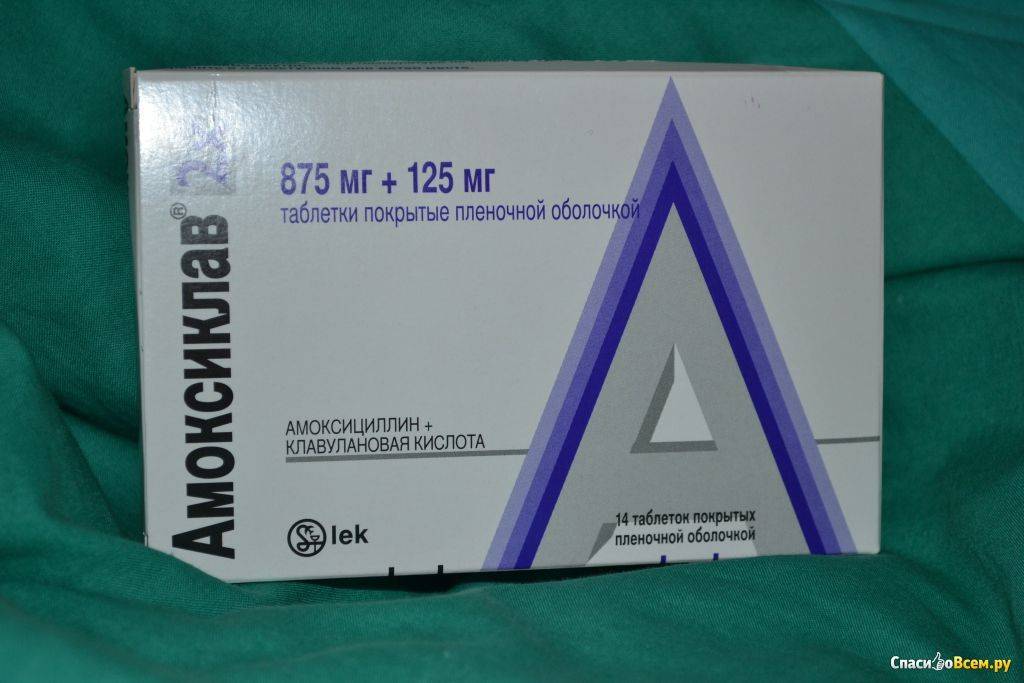 Амоксиклав® 2х
875 мг + 125 мг
таблетки покрытые пленочной оболочкой
АМОКСИЦИЛЛИН +
КЛАВУЛАНОВАЯ КИСЛОТА
lek
14 таблеток покрытых
пленочной оболочкой
СпасибоВсем.ру